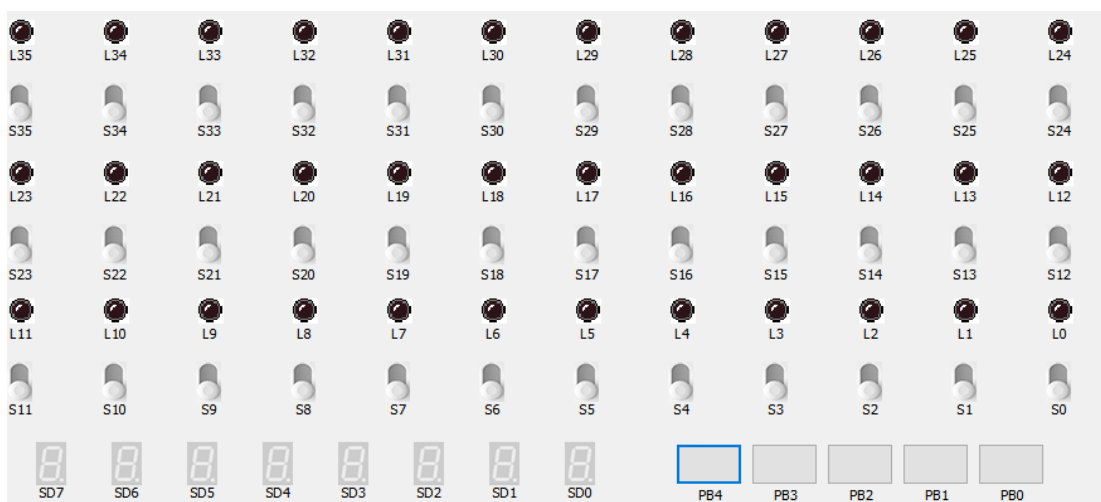 L35 L34 L33 L32 L31 L30 L29 L28 L27 L26 L25 L24
S35 S34 S33 S32 S31 S30 S29 S28 S27 S26 S25 S24
L23 L22 L21 L20 L19 L18 L17 L16 L15 L14 L13 L12
S23 S22 S21 S20 S19 S18 S17 S16 S15 S14 S13 S12
L11 L10 L9 L8 L7 L6 L5 L4 L3 L2 L1 L0
S11 S10 S9 S8 S7 S6 S5 S4 S3 S2 S1 S0
SD7 SD6 SD5 SD4 SD3 SD2 SD1 SD0 PB4 PB3 PB2 PB1 PB0